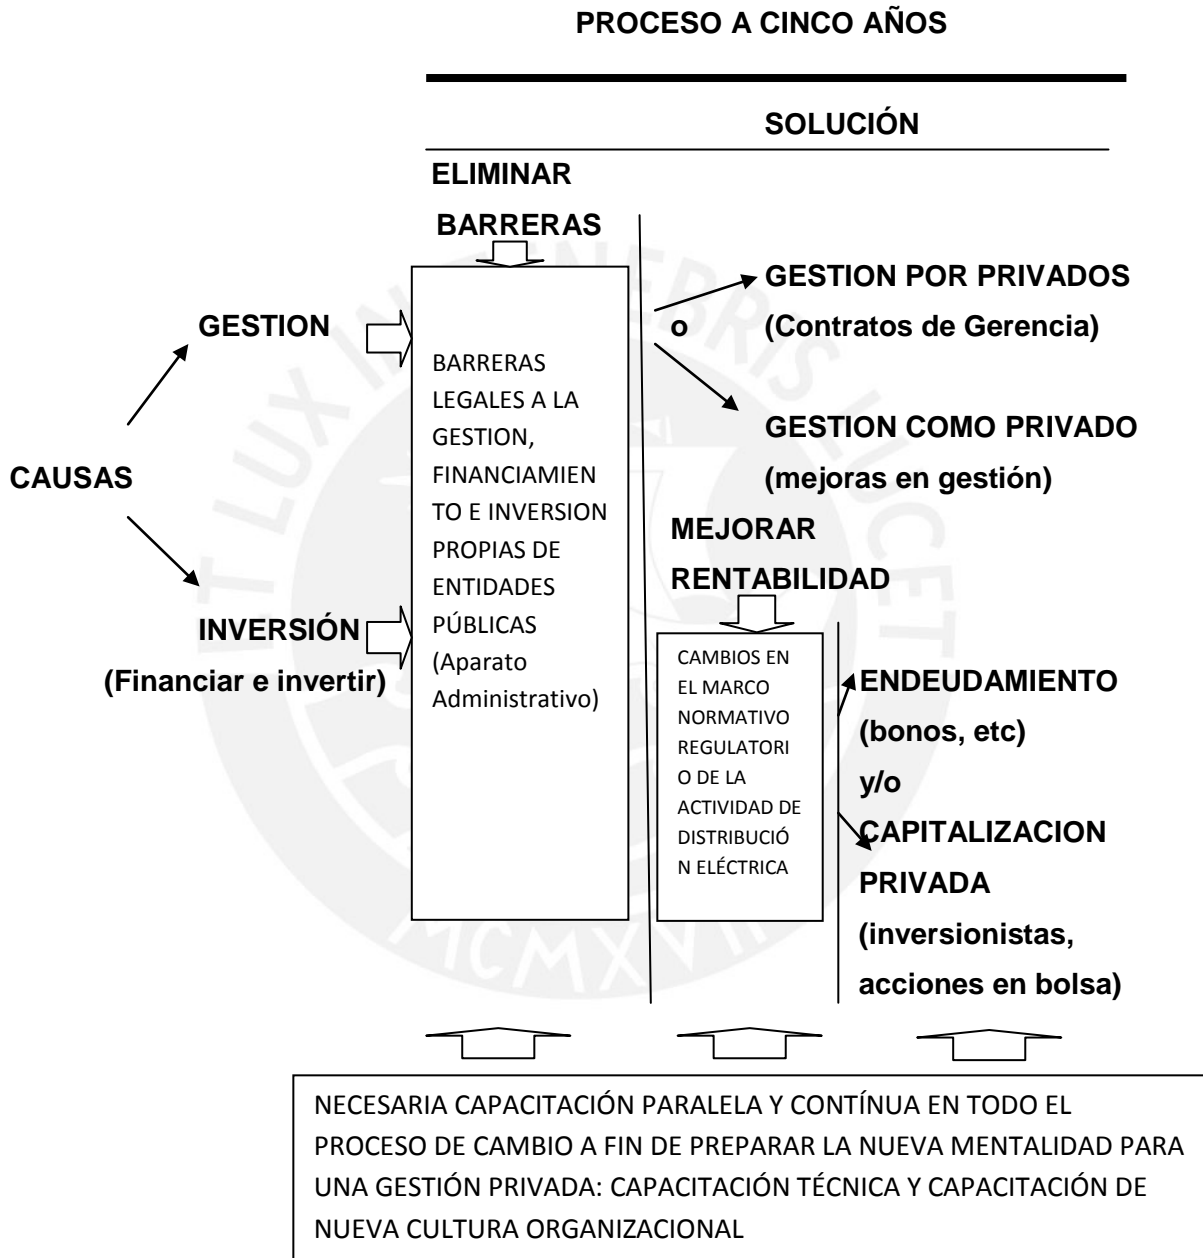 PROCESO A CINCO AÑOS
SOLUCIÓN
ELIMINAR
BARRERAS
GESTION
CAUSAS
INVERSIÓN
(Financiar e invertir)
BARRERAS
LEGALES A LA
GESTION,
FINANCIAMIEN
TO E INVERSION
PROPIAS DE
ENTIDADES
PÚBLICAS
(Aparato
Administrativo)
o
GESTION POR PRIVADOS
(Contratos de Gerencia)
GESTION COMO PRIVADO
(mejoras en gestión)
MEJORAR
RENTABILIDAD
CAMBIOS EN
EL MARCO
NORMATIVO
REGULATORI
O DE LA
ACTIVIDAD DE
DISTRIBUCIÓ
N ELÉCTRICA
ENDEUDAMIENTO
(bonos, etc)
y/o
CAPITALIZACION
PRIVADA
(inversionistas,
acciones en bolsa)
NECESARIA CAPACITACIÓN PARALELA Y CONTÍNUA EN TODO EL
PROCESO DE CAMBIO A FIN DE PREPARAR LA NUEVA MENTALIDAD PARA
UNA GESTIÓN PRIVADA: CAPACITACIÓN TÉCNICA Y CAPACITACIÓN DE
NUEVA CULTURA ORGANIZACIONAL